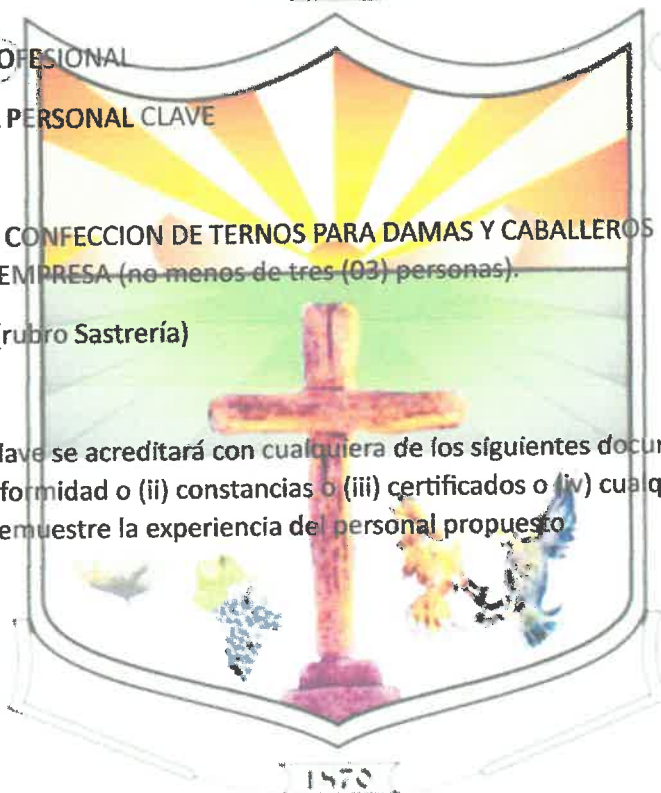 OFESIONAL
PERSONAL CLAVE
CONFECCION DE TERNOS PARA DAMAS Y CABALLEROS
EMPRESA (no menos de tres (03) personas).
(rubro Sastrería)
lave se acreditará con cualquiera de los siguientes docu
formidad o (ii) constancias o (iii) certificados o (iv) cualq
emuestre la experiencia del personal propuesto
1870